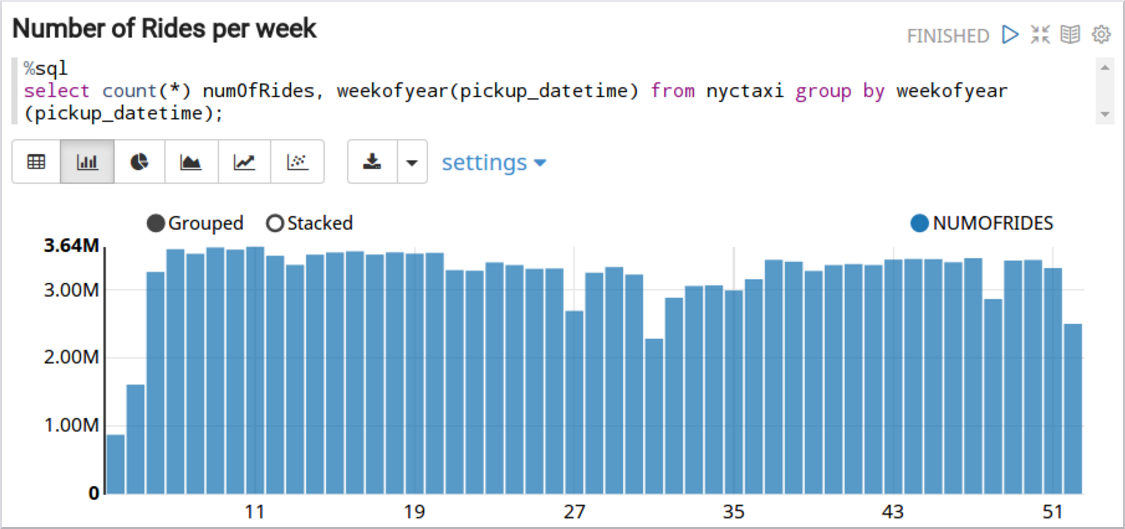 Number of Rides per week
FINISHED
%sql
select count(*) numOfRides, weekofyear(pickup_datetime) from nyctaxi group by weekofyear
(pickup_datetime);
settings
Grouped Stacked NUMOFRIDES
3.64M
3.00M
2.00M
1.00M
0
11 19 27 35 43 51